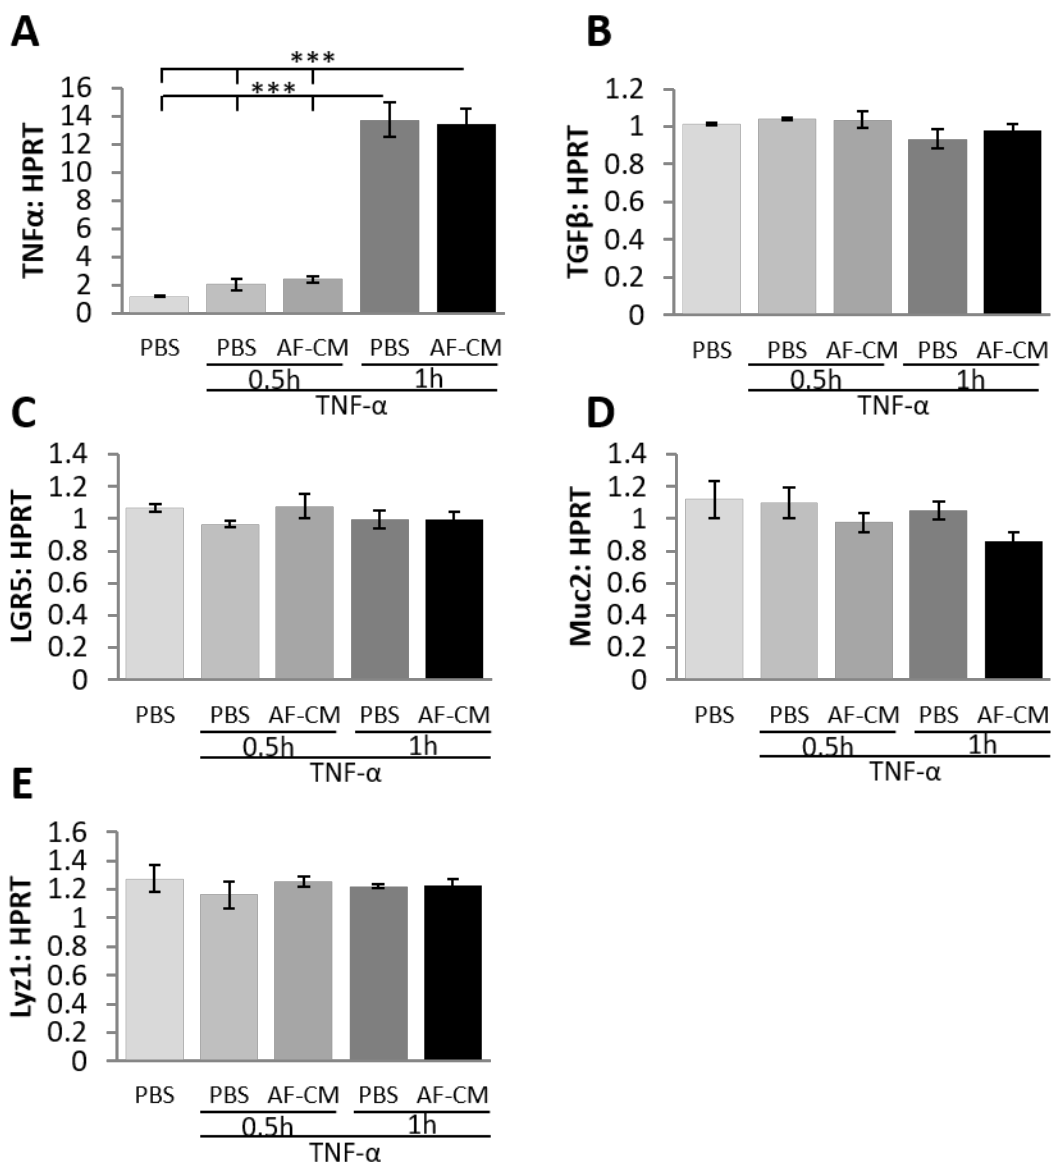 A
***
***
16
14
12
10
8
6
4
2
0
TNFα: HPRT
PBS PBS AF-CM PBS AF-CM
0.5h 1h
TNF-α
B
1.2
1
0.8
0.6
0.4
0.2
0
TGFβ: HPRT
PBS PBS AF-CM PBS AF-CM
0.5h 1h
TNF-α
C
1.4
1.2
1
0.8
0.6
0.4
0.2
0
LGR5: HPRT
PBS PBS AF-CM PBS AF-CM
0.5h 1h
TNF-α
D
1.4
1.2
1
0.8
0.6
0.4
0.2
0
Muc2: HPRT
PBS PBS AF-CM PBS AF-CM
0.5h 1h
TNF-α
E
1.6
1.4
1.2
1
0.8
0.6
0.4
0.2
0
Lyz1: HPRT
PBS PBS AF-CM PBS AF-CM
0.5h 1h
TNF-α